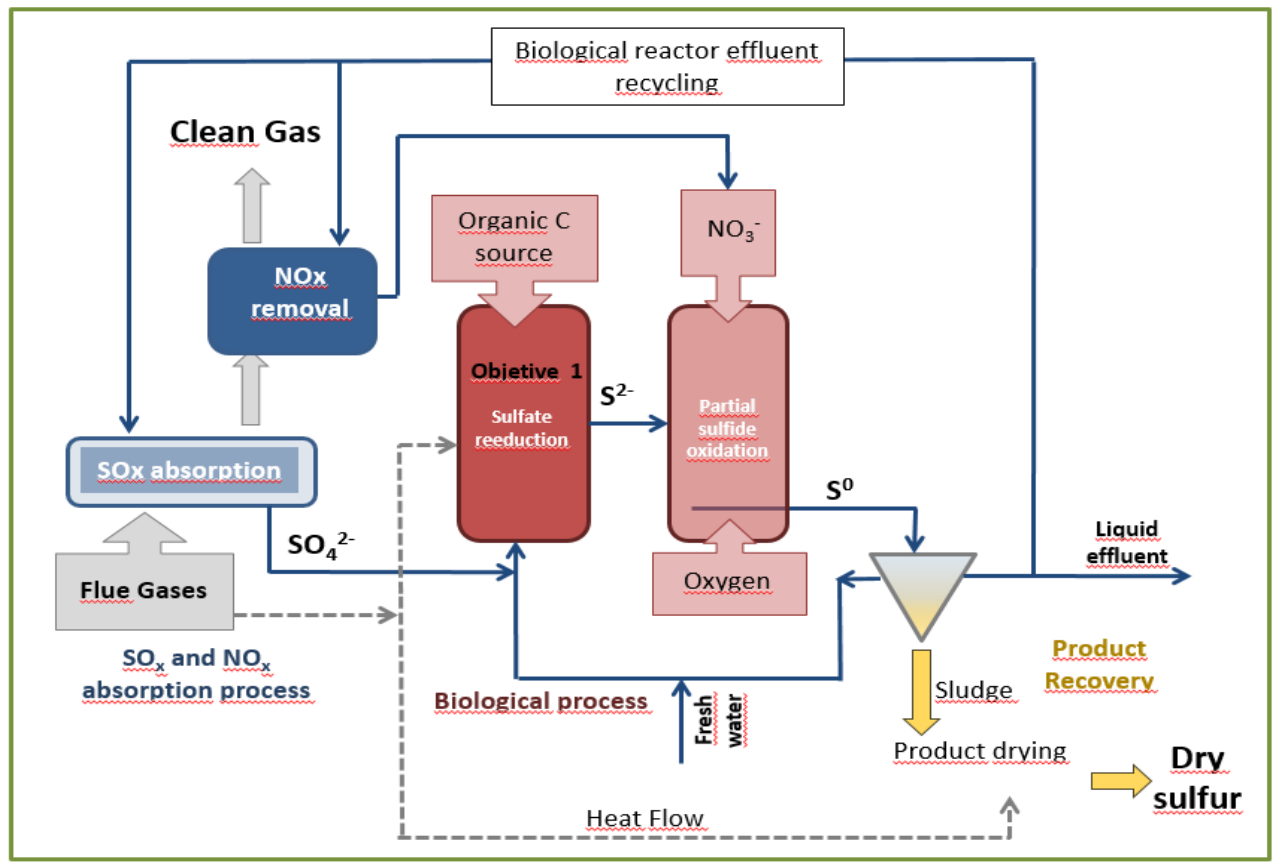 Biological reactor effluent
recycling
Clean Gas
Organic C
source
NO₃⁻
NOx
removal
Objetive 1
Sulfate
reeduction
S²⁻
Partial
sulfide
oxidation
SOx absorption
S⁰
SO₄²⁻
Liquid
effluent
Flue Gases
Oxygen
SOₓ and NOₓ
absorption process
Biological process
Fresh
water
Product
Recovery
Sludge
Product drying
Dry
sulfur
Heat Flow